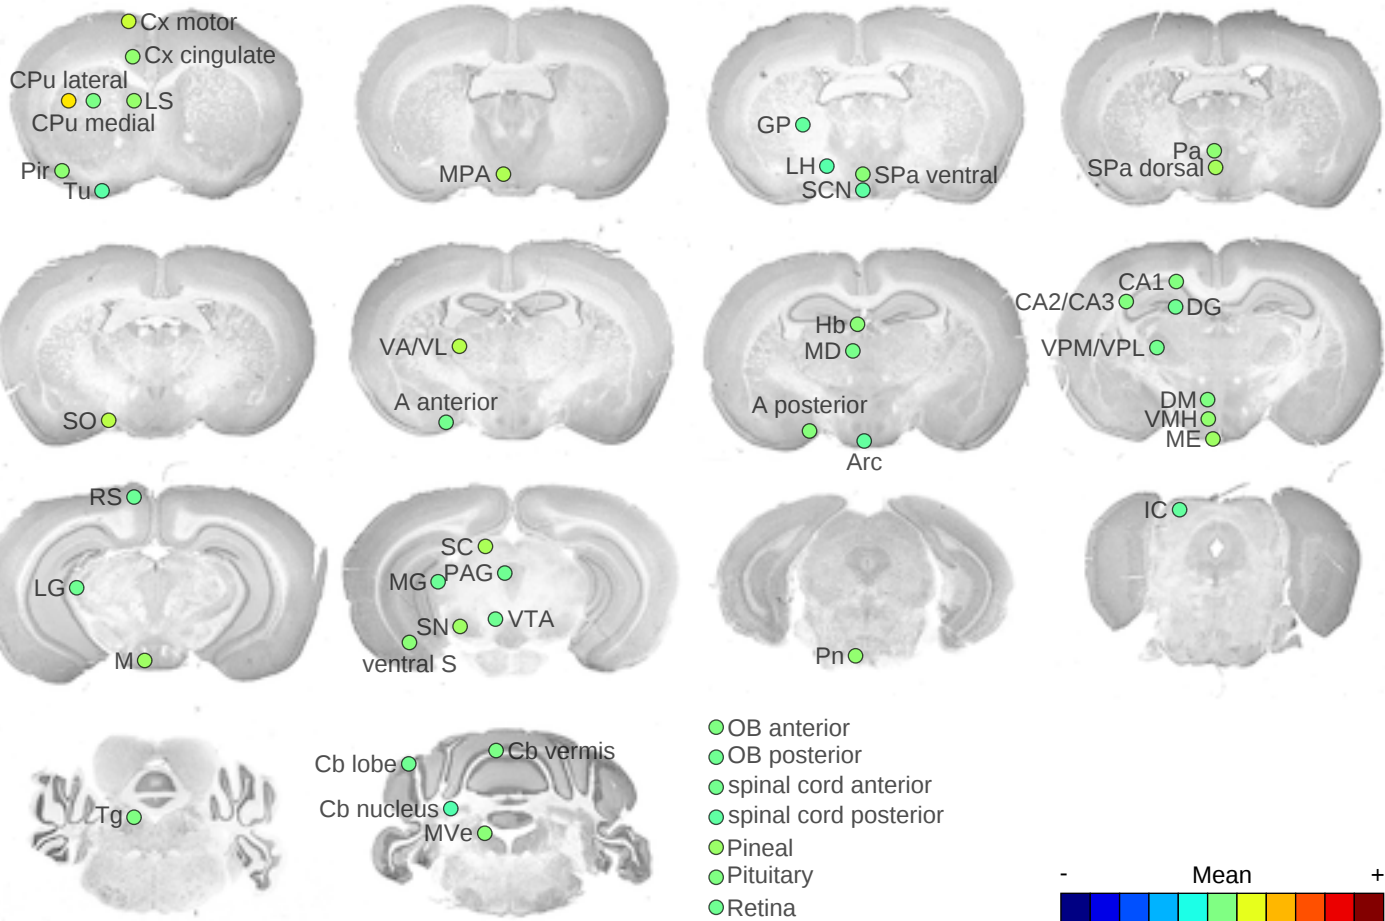 Cx motor
Cx cingulate
CPu lateral
LS
CPu medial
Pir
Tu
MPA
GP
LH
SPa ventral
SCN
Pa
SPa dorsal
SO
VA/VL
A anterior
Hb
MD
A posterior
Arc
CA1
CA2/CA3
DG
VPM/VPL
DM
VMH
ME
RS
LG
M
SC
MG
PAG
SN
VTA
ventral S
Pn
IC
Tg
Cb lobe
Cb vermis
Cb nucleus
MVe
OB anterior
OB posterior
spinal cord anterior
spinal cord posterior
Pineal
Pituitary
Retina
- Mean +